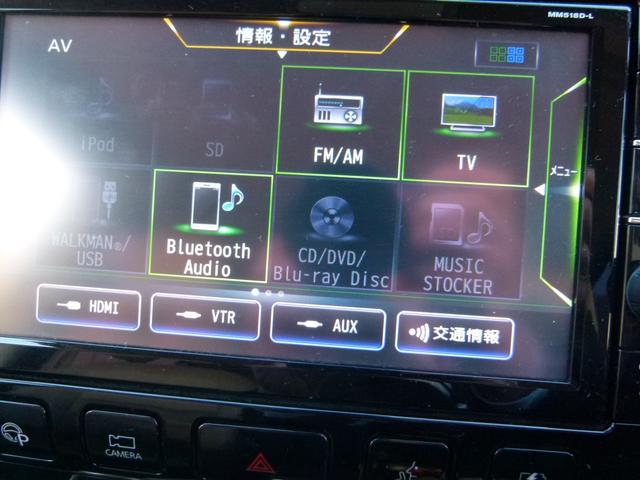 MM518D-L
AV
情報・設定
iPod
SD
FM/AM
TV
メニュー
WALKMAN®/
USB
Bluetooth
Audio
CD/DVD/
Blu-ray Disc
MUSIC
STOCKER
HDMI
VTR
AUX
交通情報
P
CAMERA